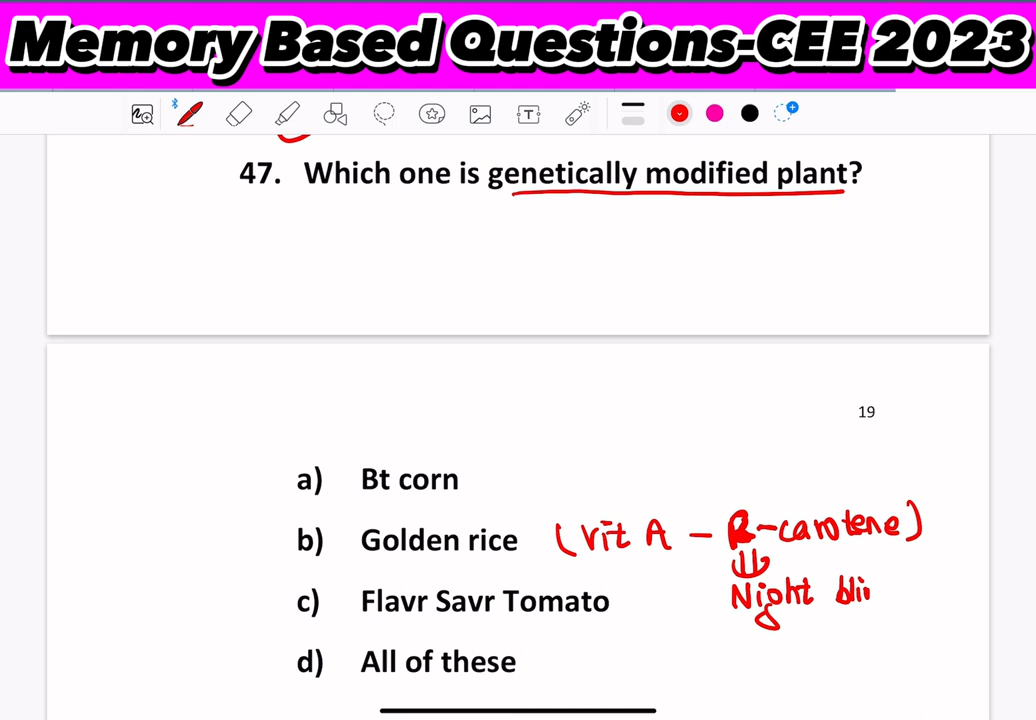 Memory Based Questions-CEE 2023
47. Which one is genetically modified plant?
19
a) Bt corn
b) Golden rice (vit A - β-carotene)
Night bli
c) Flavr Savr Tomato
d) All of these